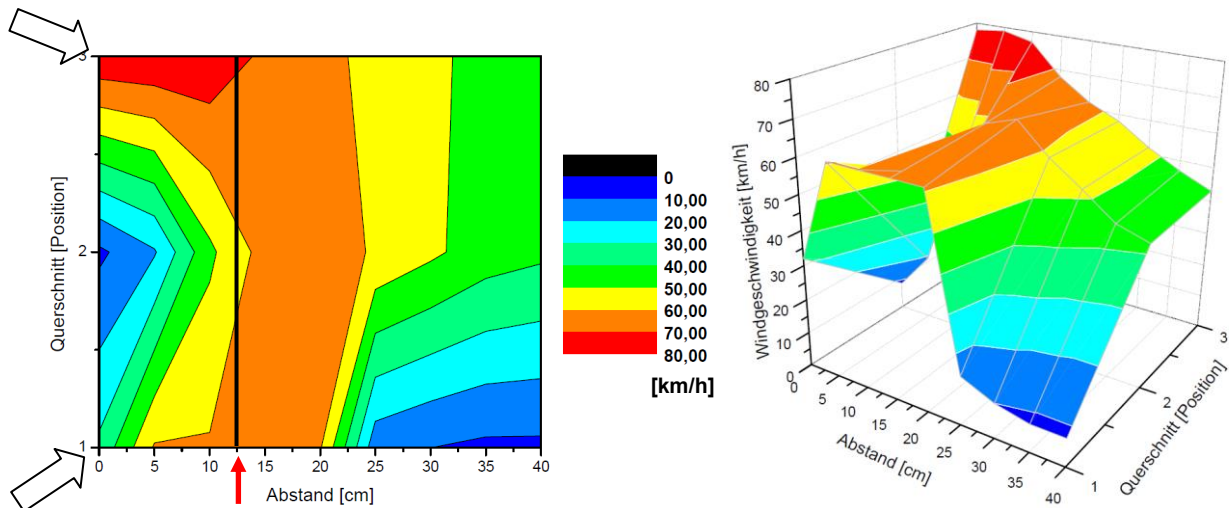 3
2
1
Querschnitt [Position]
0 5 10 15 20 25 30 35 40
Abstand [cm]
0
10,00
20,00
30,00
40,00
50,00
60,00
70,00
80,00
[km/h]
80
70
60
50
40
30
20
10
0
Windgeschwindigkeit [km/h]
0 5 10 15 20 25 30 35 40
Abstand [cm]
1 2 3
Querschnitt [Position]